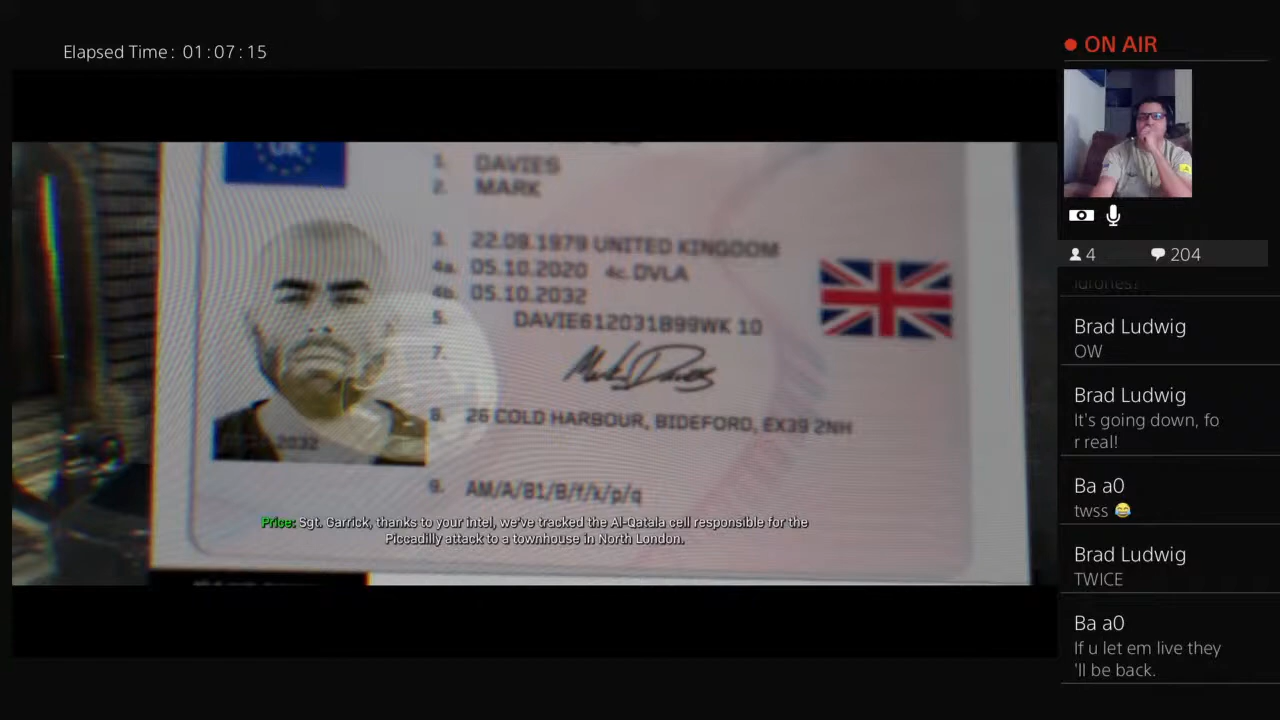 Elapsed Time: 01:07:15
ON AIR
4
204
Brad Ludwig
OW
Brad Ludwig
It's going down, fo
r real!
Ba a0
twss 😂
Brad Ludwig
TWICE
Ba a0
If u let em live they
'll be back.
UK
1. DAVIES
2. MARK
3. 22.09.1979 UNITED KINGDOM
4a. 05.10.2020 4c. DVLA
4b. 05.10.2032
5. DAVIE612031899WK 10
7. Mark Davies
8. 26 COLD HARBOUR, BIDEFORD, EX39 2NH
9. AM/A/B1/B/f/k/p/q
Price: Sgt. Garrick, thanks to your intel, we've tracked the Al-Qatala cell responsible for the
Piccadilly attack to a townhouse in North London.